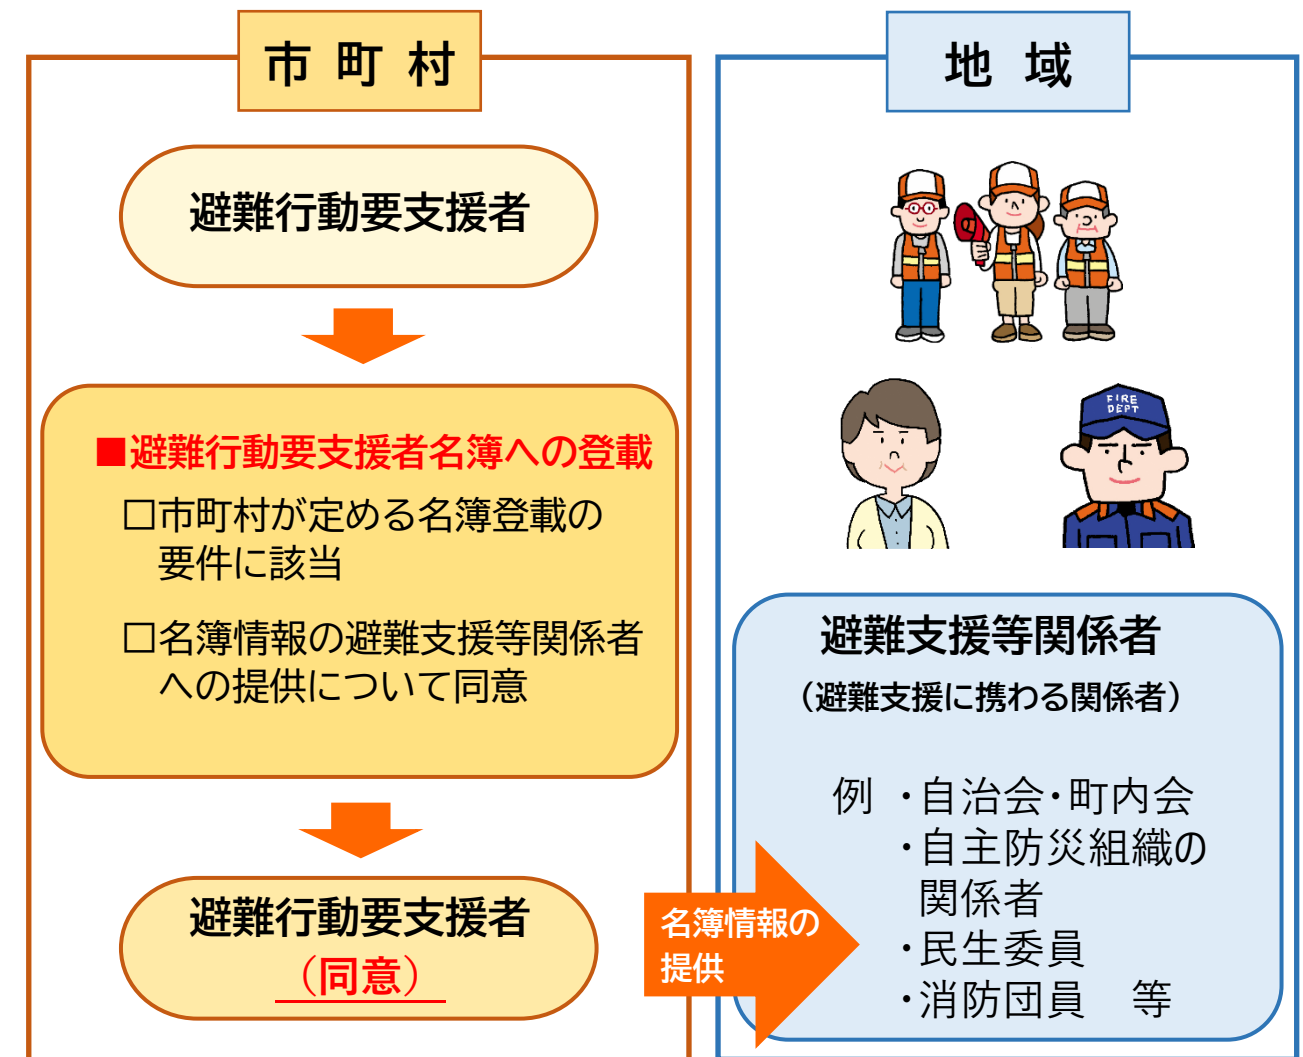 市町村
避難行動要支援者
■避難行動要支援者名簿への登載
□市町村が定める名簿登載の
要件に該当
□名簿情報の避難支援等関係者
への提供について同意
避難行動要支援者
（同意）
名簿情報の
提供
地域
FIRE
DEPT
避難支援等関係者
（避難支援に携わる関係者）
例 ・自治会・町内会
・自主防災組織の
関係者
・民生委員
・消防団員　等